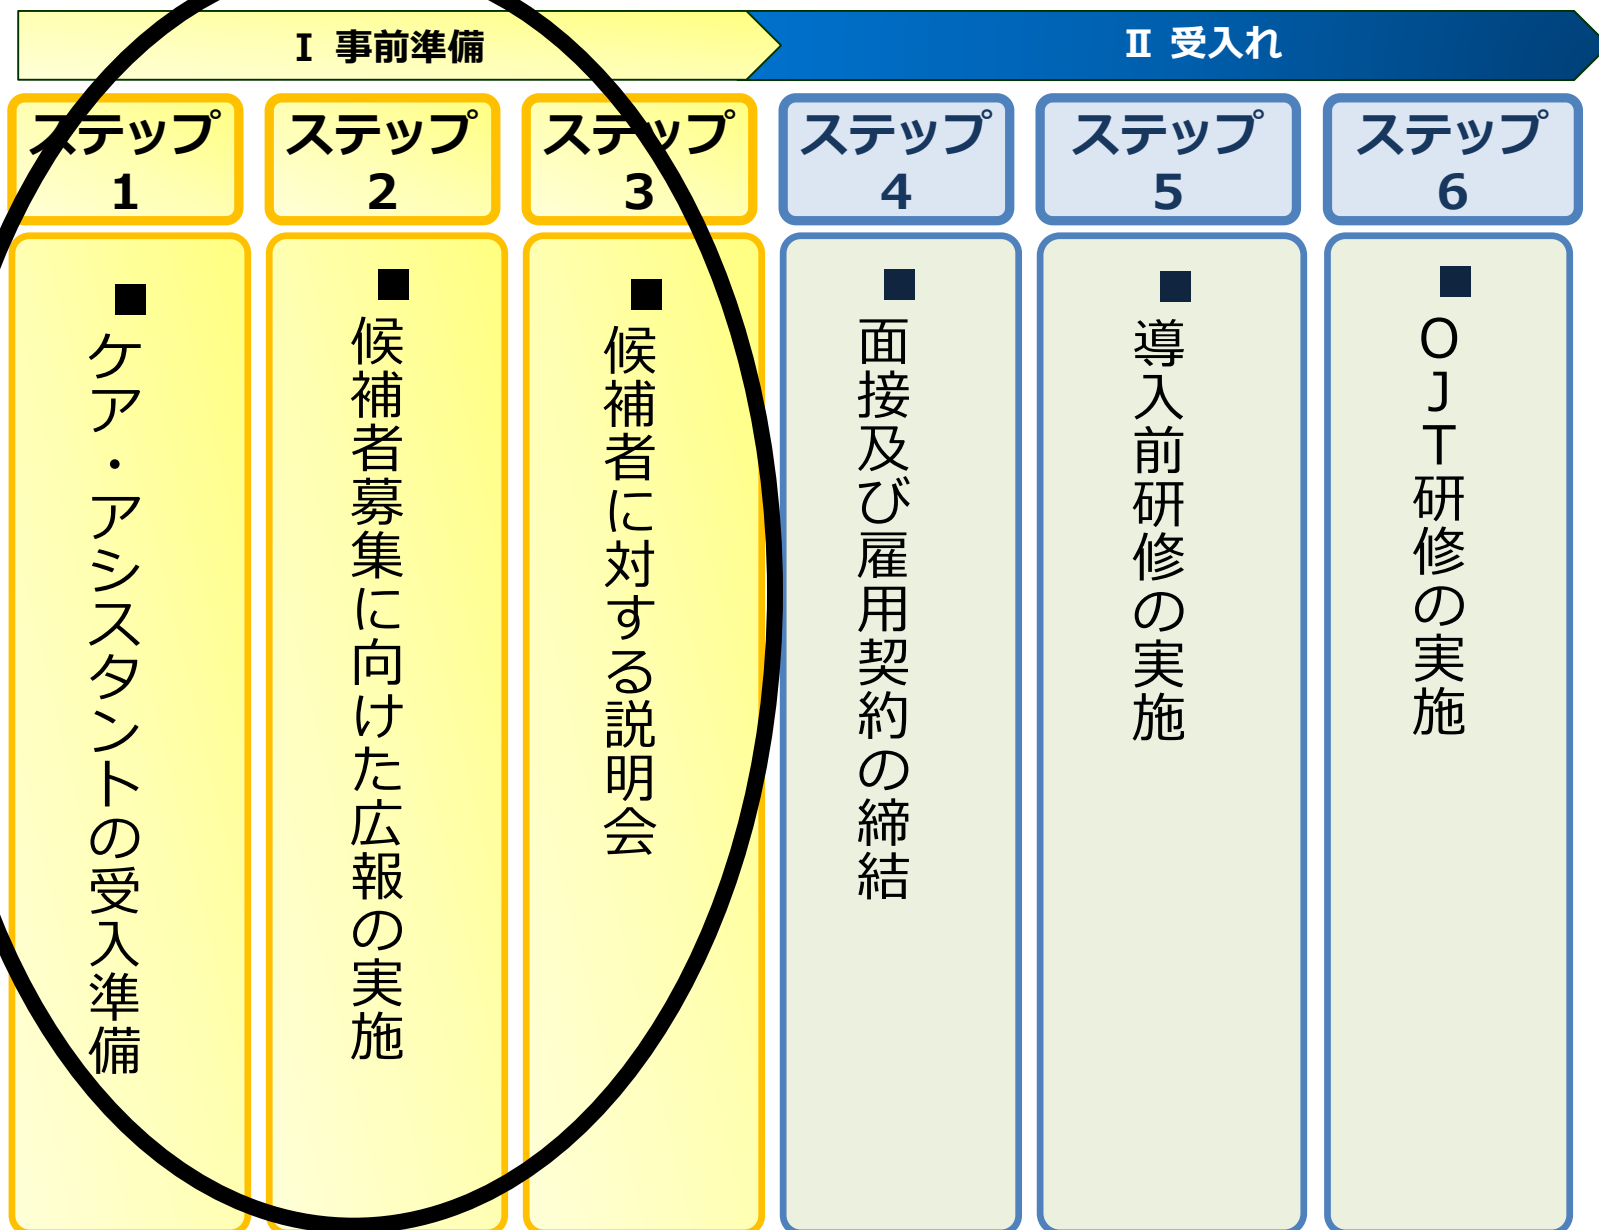 Ⅰ 事前準備
Ⅱ 受入れ
ステップ
1
ステップ
2
ステップ
3
ステップ
4
ステップ
5
ステップ
6
■ケア・アシスタントの受入準備
■候補者募集に向けた広報の実施
■候補者に対する説明会
■面接及び雇用契約の締結
■導入前研修の実施
■OJT研修の実施